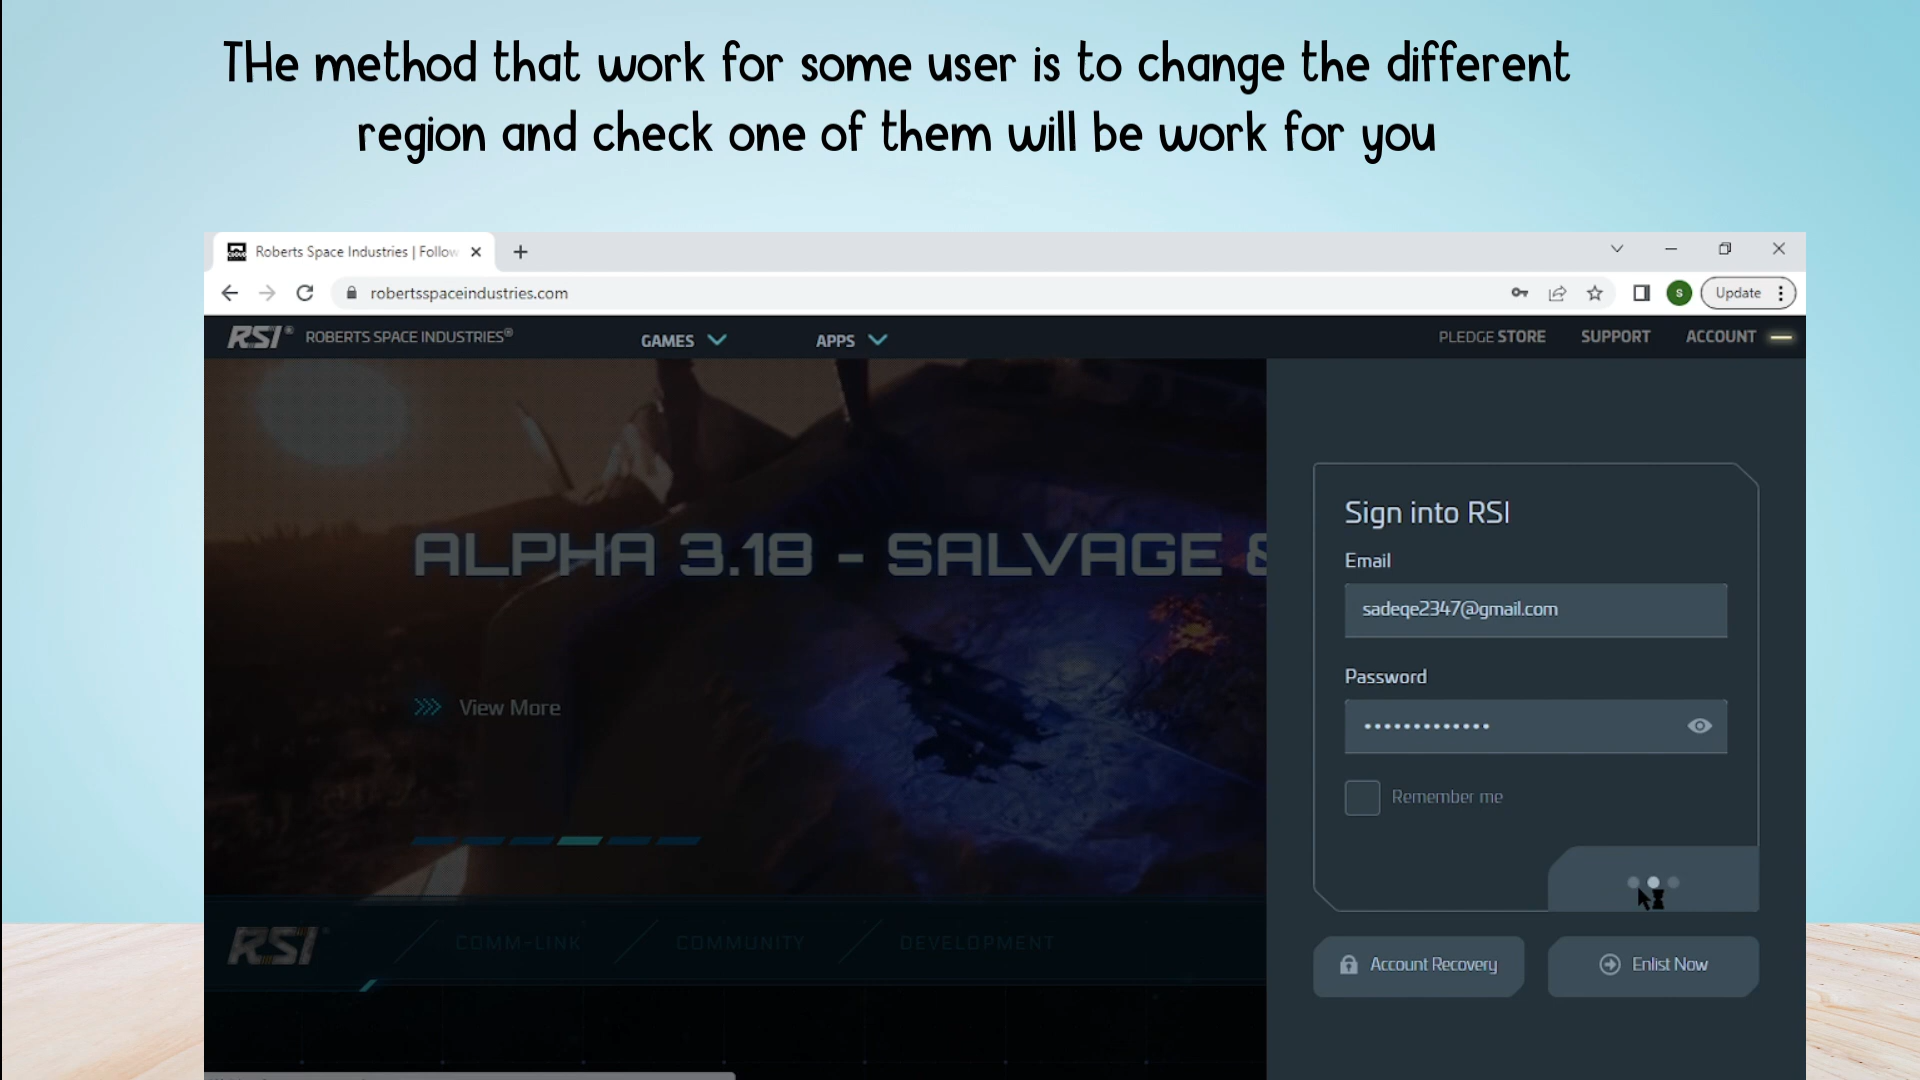 THe method that work for some user is to change the different
region and check one of them will be work for you
Roberts Space Industries | Follow
robertsspaceindustries.com
S
Update
RSI® ROBERTS SPACE INDUSTRIES®
GAMES
APPS
PLEDGE STORE
SUPPORT
ACCOUNT
ALPHA 3.18 - SALVAGE &
View More
Sign into RSI
Email
sadeqe2347@gmail.com
Password
Remember me
RSI
COMM-LINK
COMMUNITY
DEVELOPMENT
Account Recovery
Enlist Now